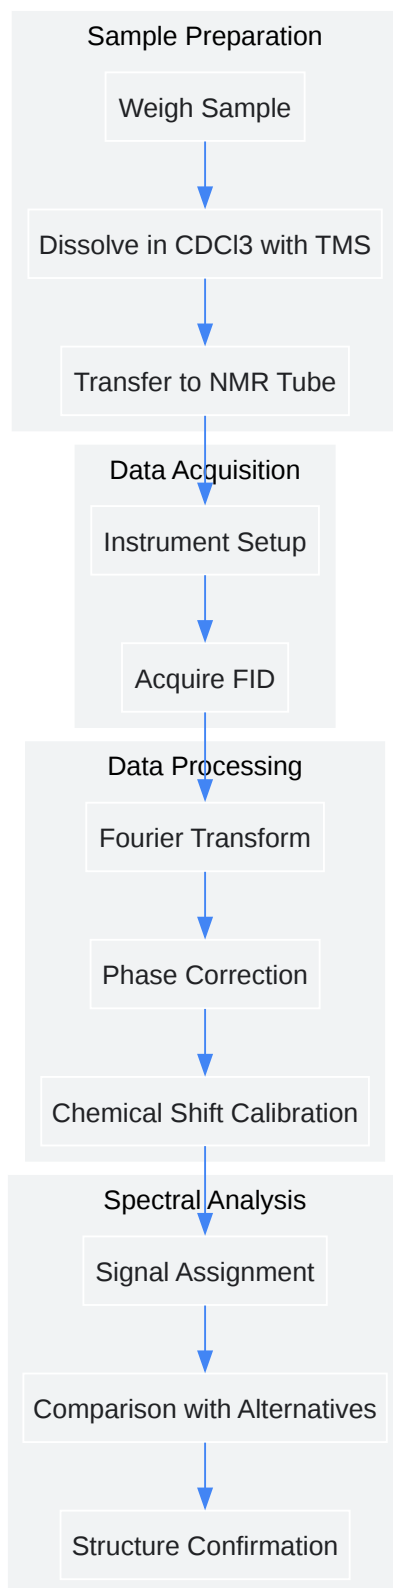 Sample Preparation
Weigh Sample
Dissolve in CDCl3 with TMS
Transfer to NMR Tube
Data Acquisition
Instrument Setup
Acquire FID
Data Processing
Fourier Transform
Phase Correction
Chemical Shift Calibration
Spectral Analysis
Signal Assignment
Comparison with Alternatives
Structure Confirmation